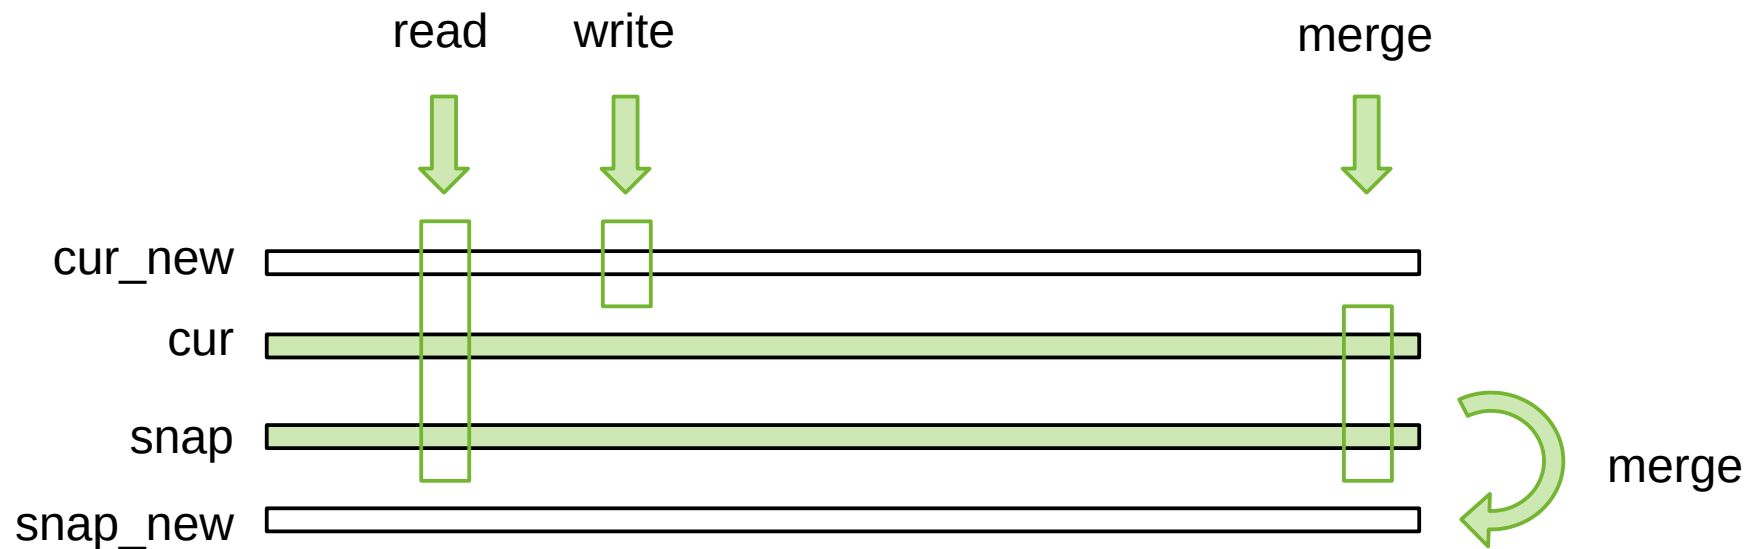 read
write
merge
cur_new
cur
snap
merge
snap_new